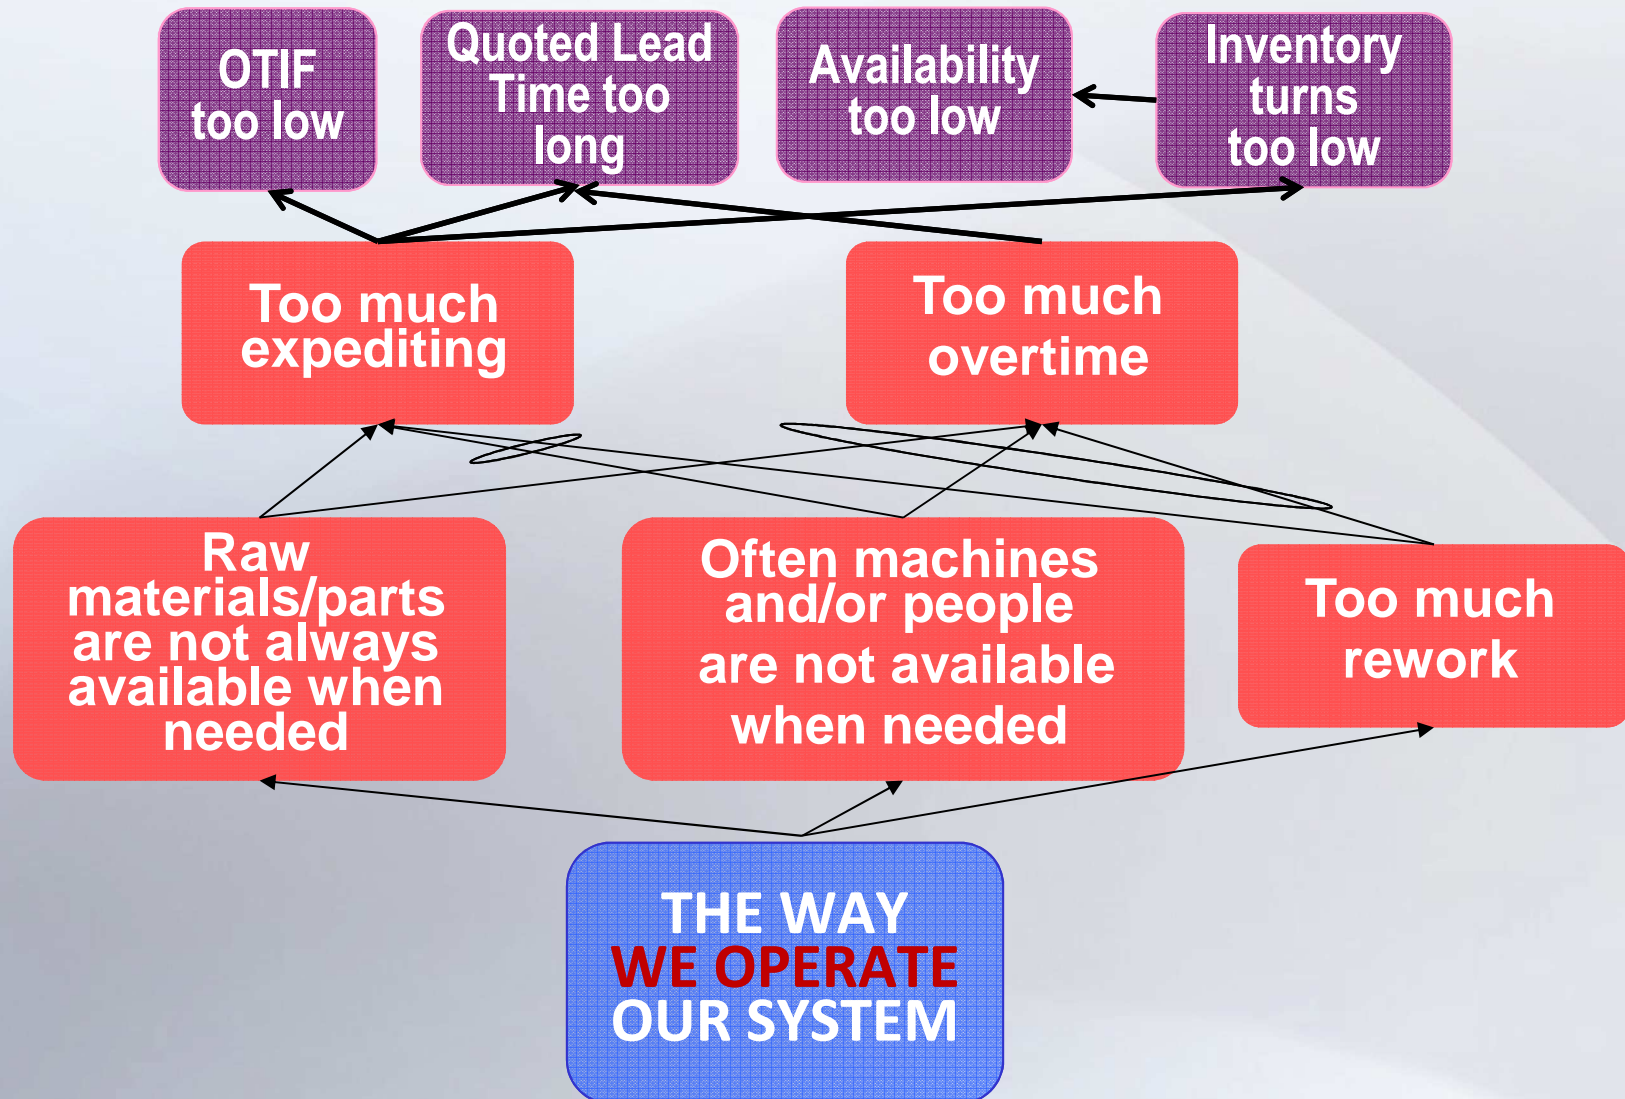 OTIF
too low
Quoted Lead
Time too
long
Availability
too low
Inventory
turns
too low
Too much
expediting
Too much
overtime
Raw
materials/parts
are not always
available when
needed
Often machines
and/or people
are not available
when needed
Too much
rework
THE WAY
WE OPERATE
OUR SYSTEM